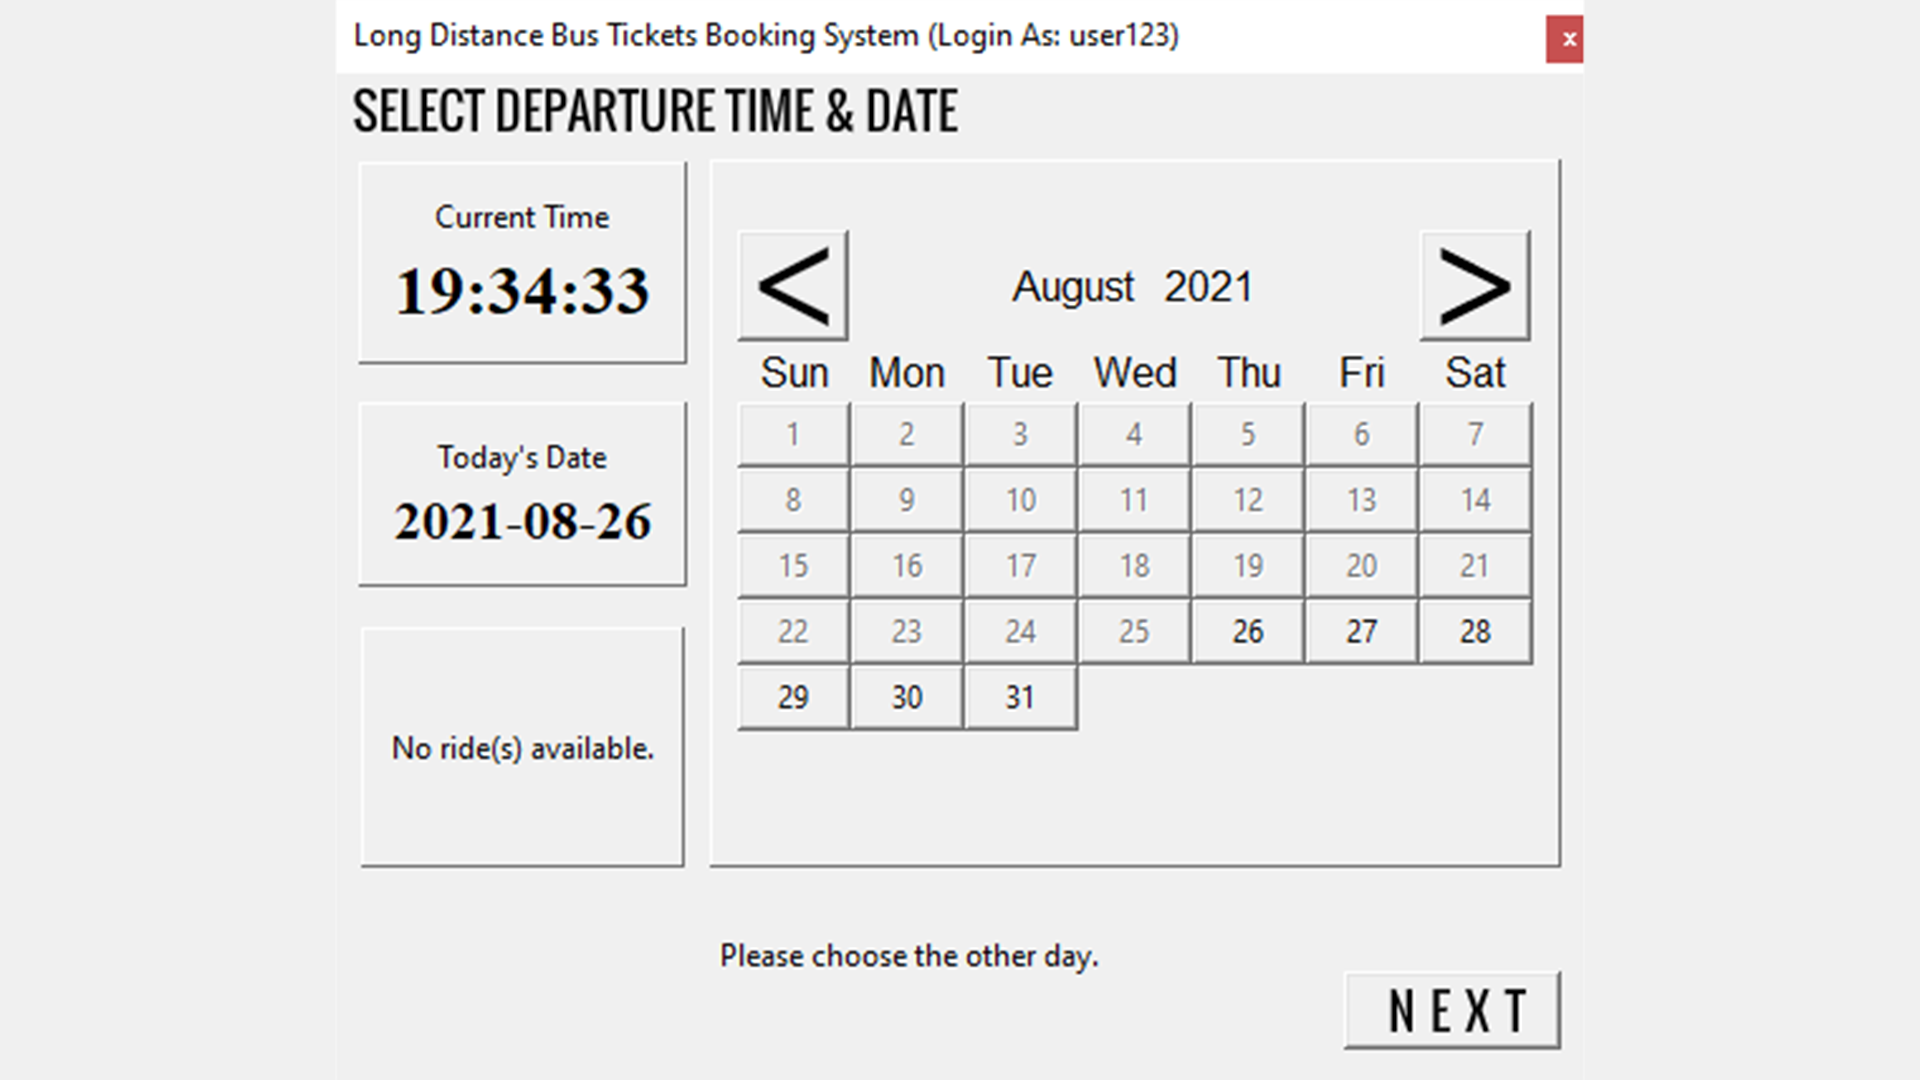 Long Distance Bus Tickets Booking System (Login As: user123)
x
SELECT DEPARTURE TIME & DATE
Current Time
19:34:33
Today's Date
2021-08-26
No ride(s) available.
< August 2021 >
Sun Mon Tue Wed Thu Fri Sat
1 2 3 4 5 6 7
8 9 10 11 12 13 14
15 16 17 18 19 20 21
22 23 24 25 26 27 28
29 30 31
Please choose the other day.
NEXT